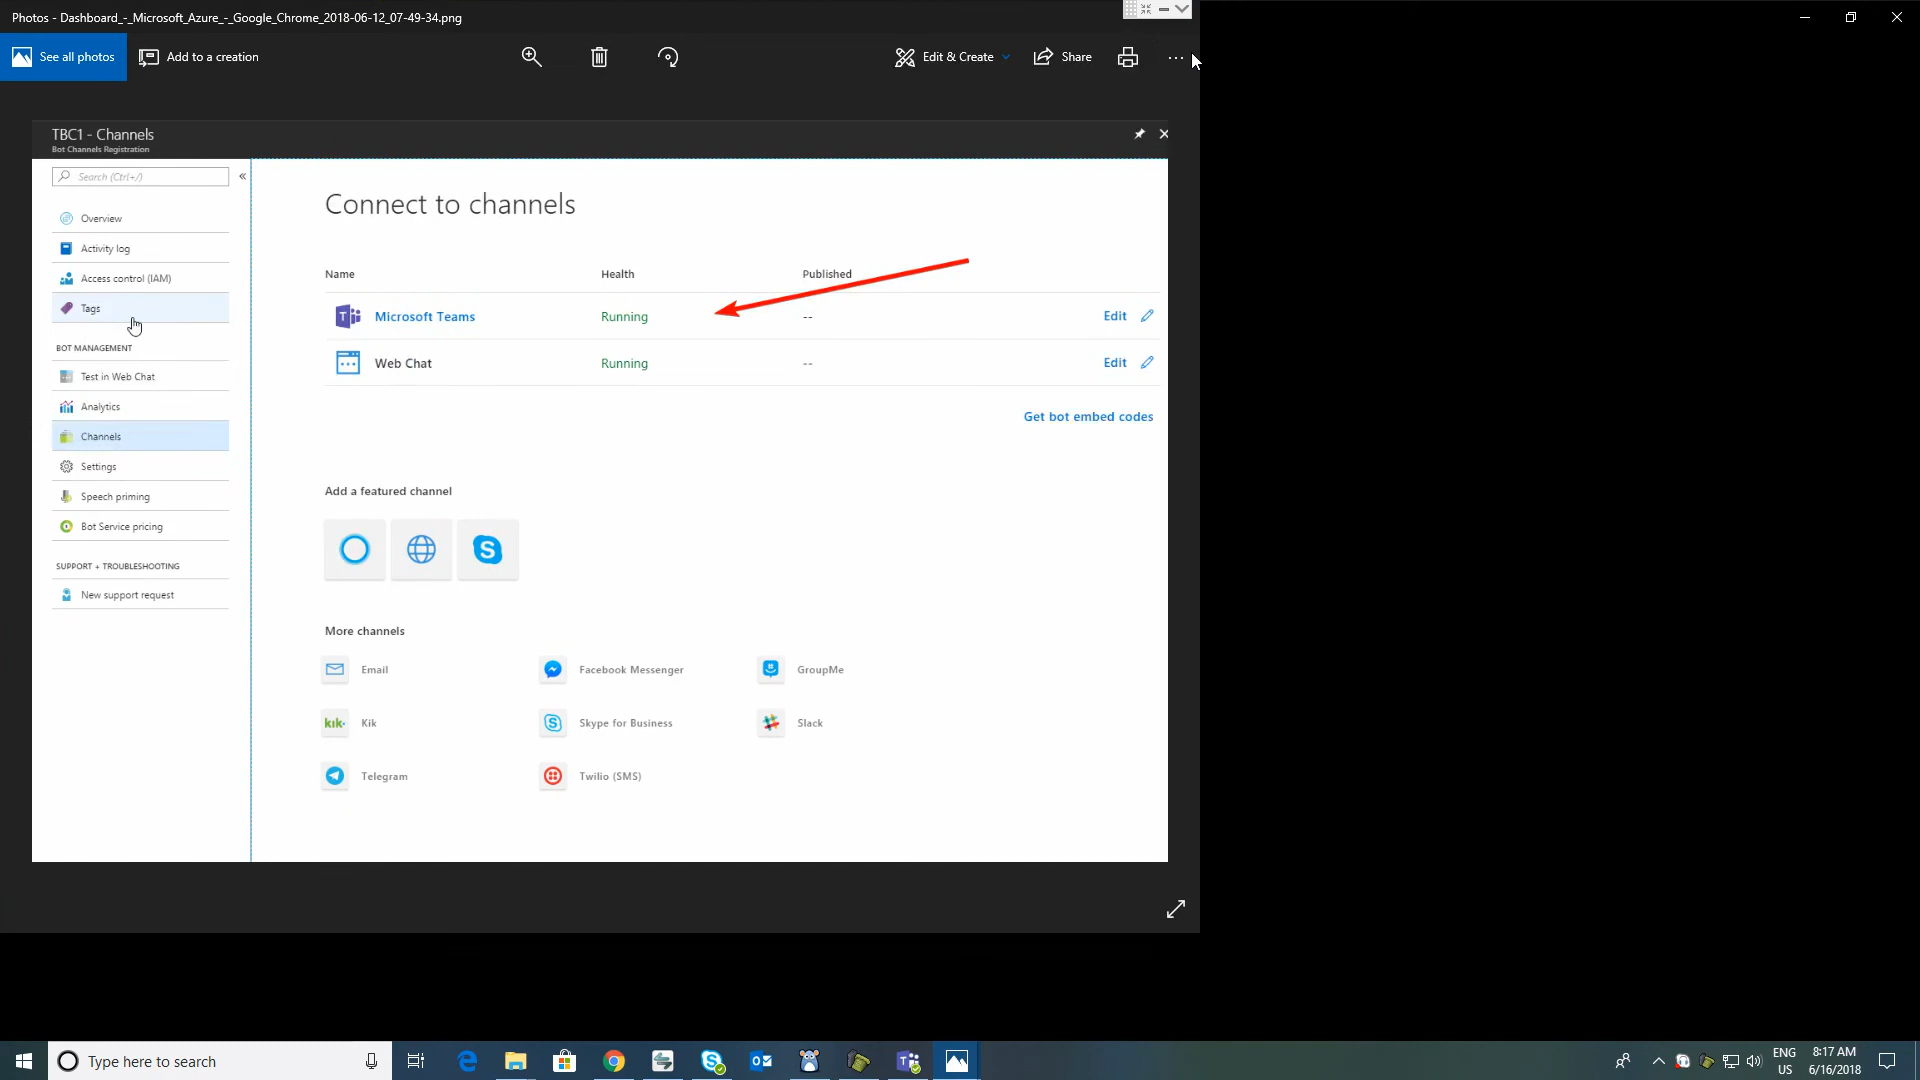 Photos - Dashboard_-_Microsoft_Azure_-_Google_Chrome_2018-06-12_07-49-34.png
See all photos
Add to a creation
Edit & Create
Share
TBC1 - Channels
Bot Channels Registration
Search (Ctrl+/)
«
Overview
Activity log
Access control (IAM)
Tags
BOT MANAGEMENT
Test in Web Chat
Analytics
Channels
Settings
Speech priming
Bot Service pricing
SUPPORT + TROUBLESHOOTING
New support request
Connect to channels
Name Health Published
Microsoft Teams Running -- Edit
Web Chat Running -- Edit
Get bot embed codes
Add a featured channel
More channels
Email Facebook Messenger GroupMe
kik Kik Skype for Business Slack
Telegram Twilio (SMS)
Type here to search
ENG
US
8:17 AM
6/16/2018